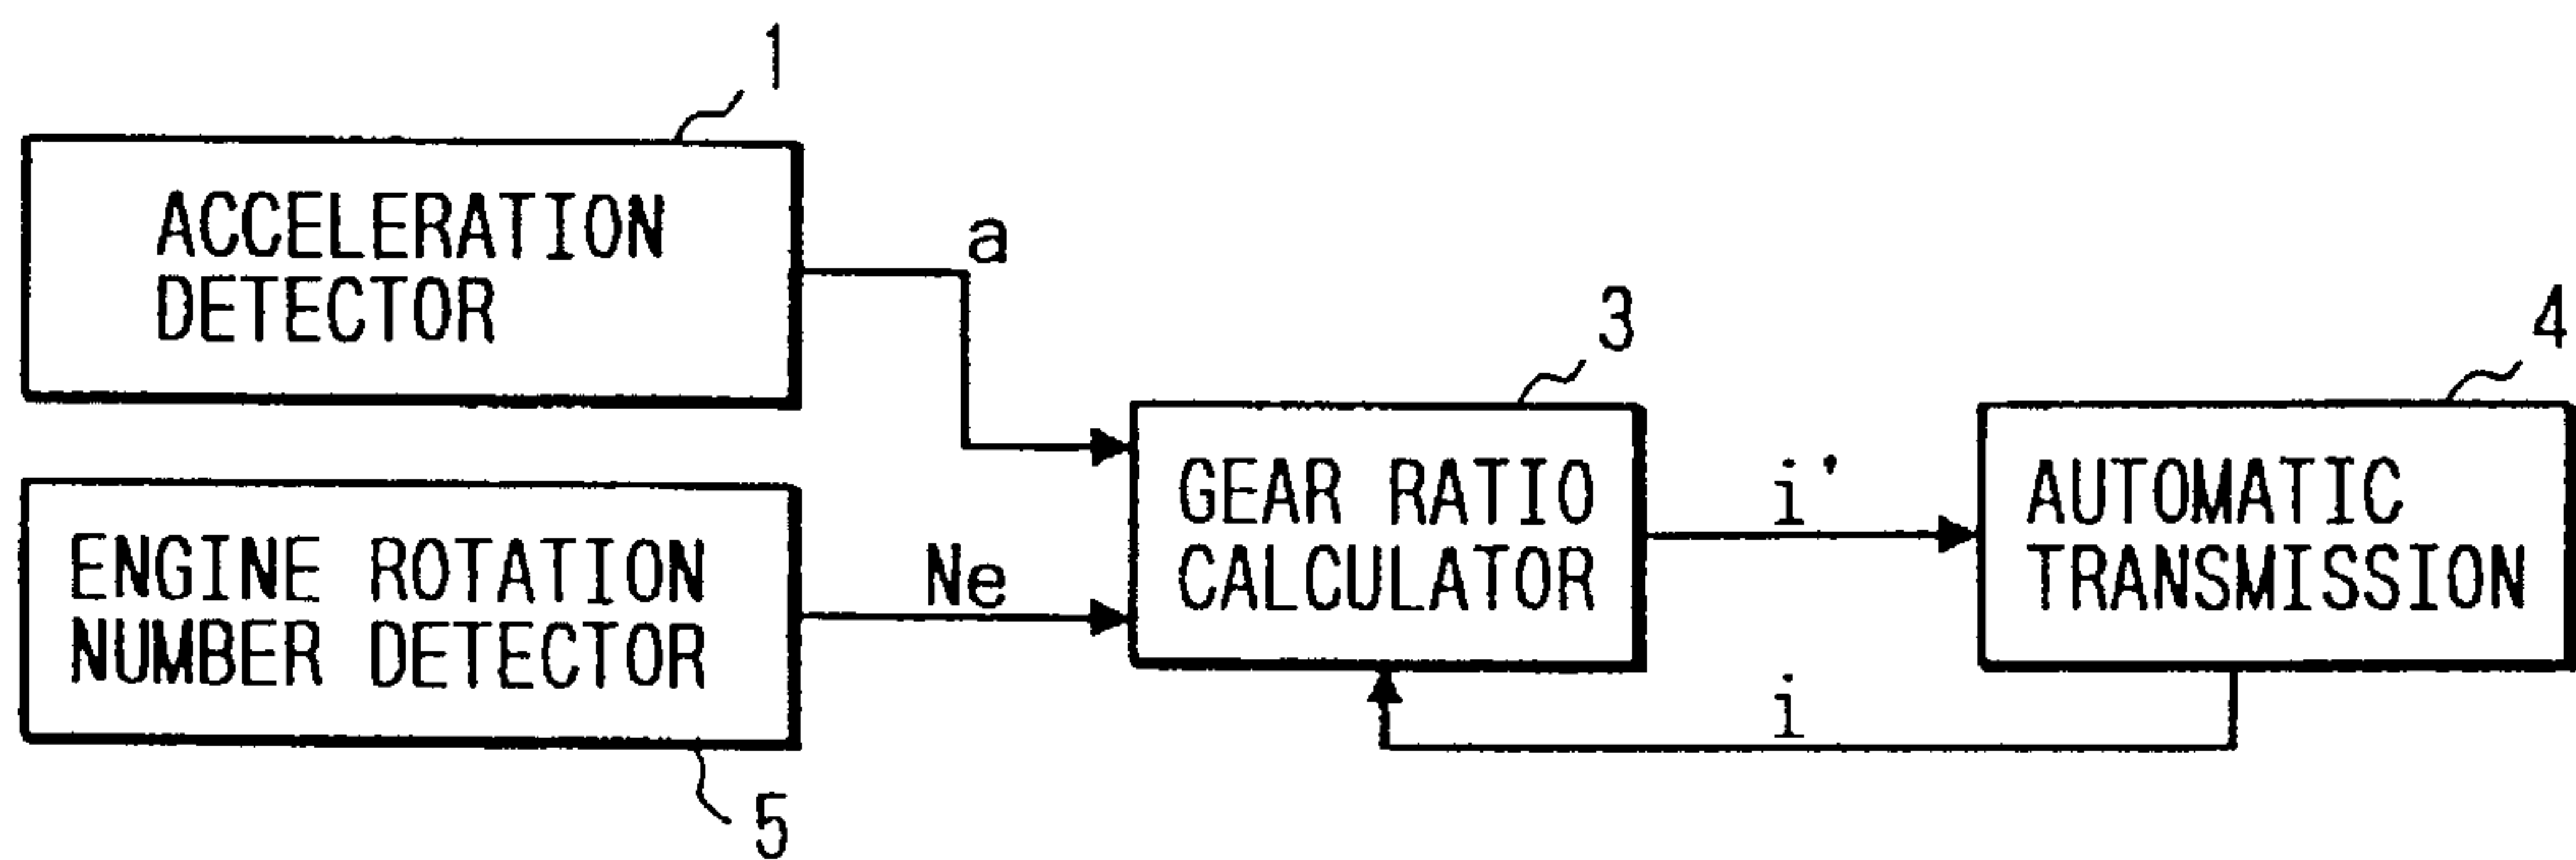 1
ACCELERATION
DETECTOR
a
3
4
GEAR RATIO
CALCULATOR
i'
AUTOMATIC
TRANSMISSION
ENGINE ROTATION
NUMBER DETECTOR
Ne
i
5